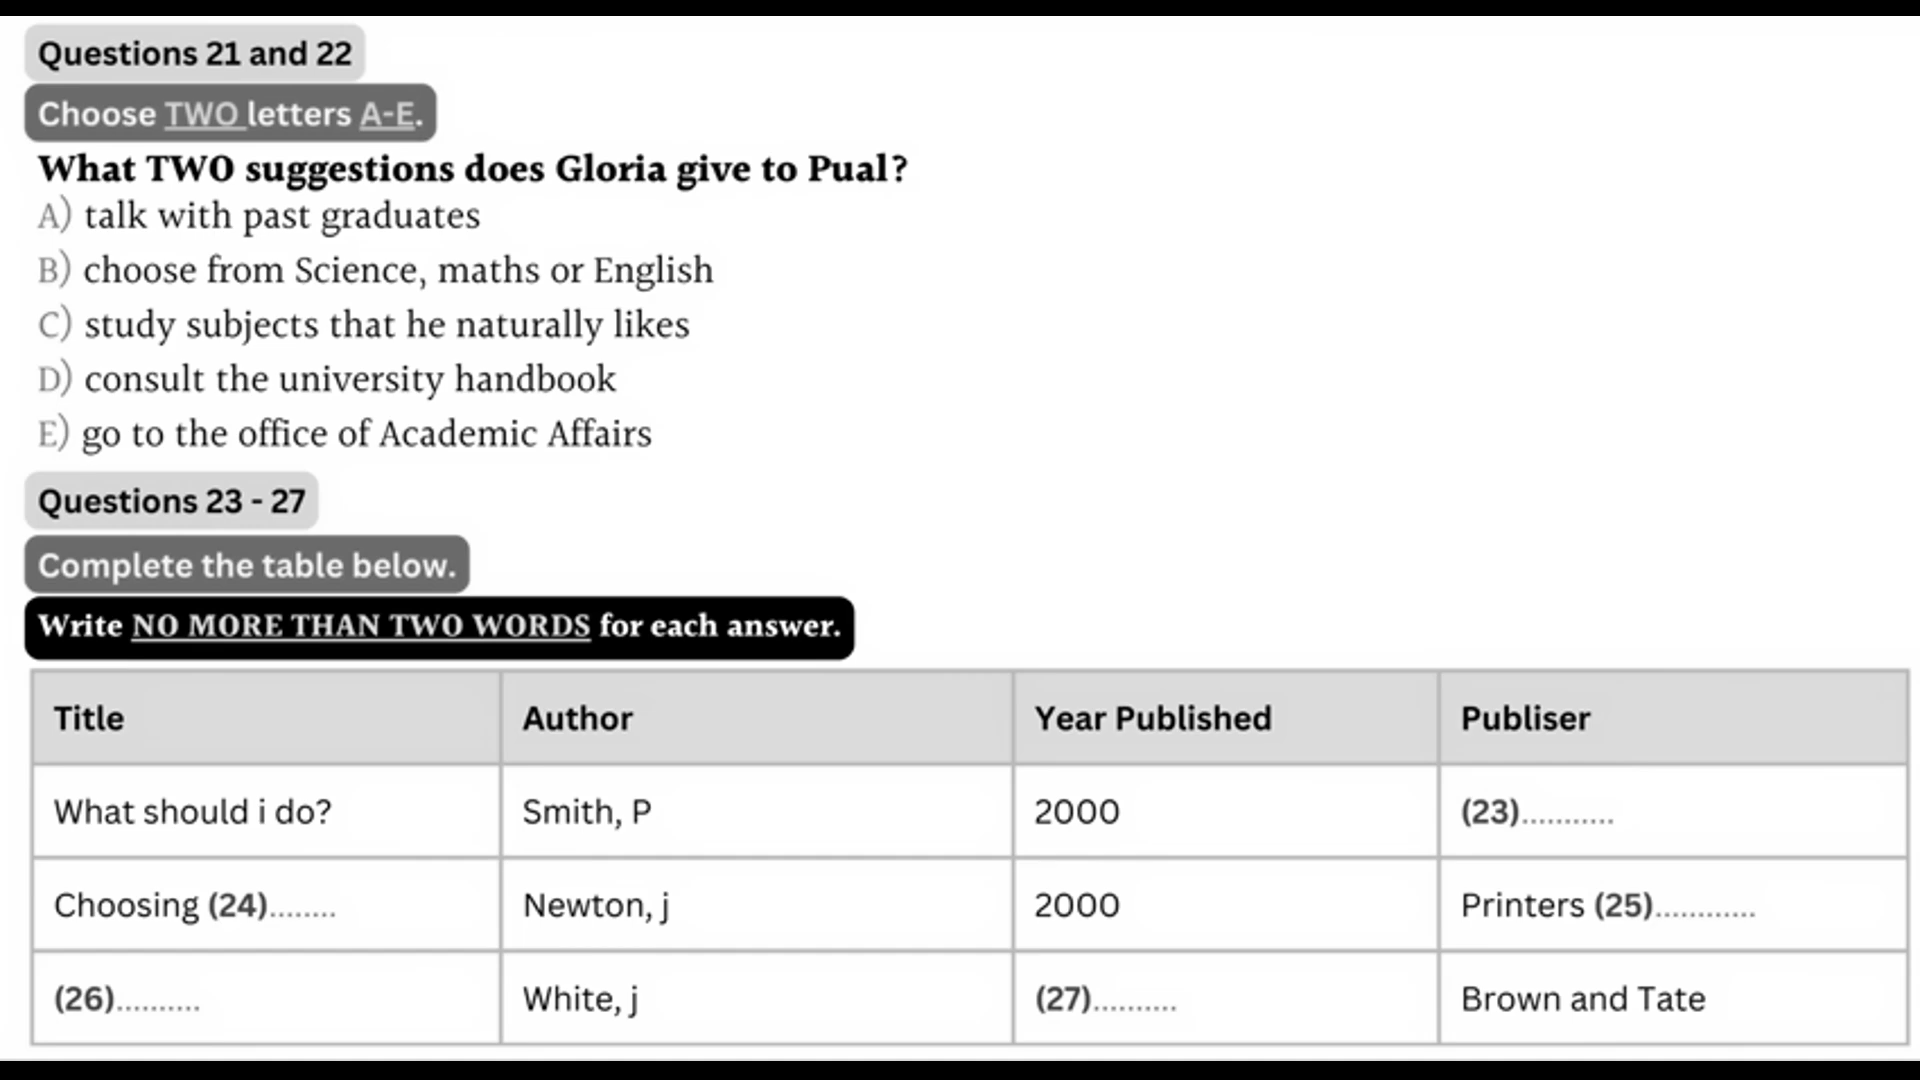 Questions 21 and 22
Choose TWO letters A-E.
What TWO suggestions does Gloria give to Pual?
A) talk with past graduates
B) choose from Science, maths or English
C) study subjects that he naturally likes
D) consult the university handbook
E) go to the office of Academic Affairs
Questions 23 - 27
Complete the table below.
Write NO MORE THAN TWO WORDS for each answer.
Title Author Year Published Publiser
What should i do? Smith, P 2000 (23)...........
Choosing (24)........ Newton, j 2000 Printers (25)............
(26).......... White, j (27).......... Brown and Tate